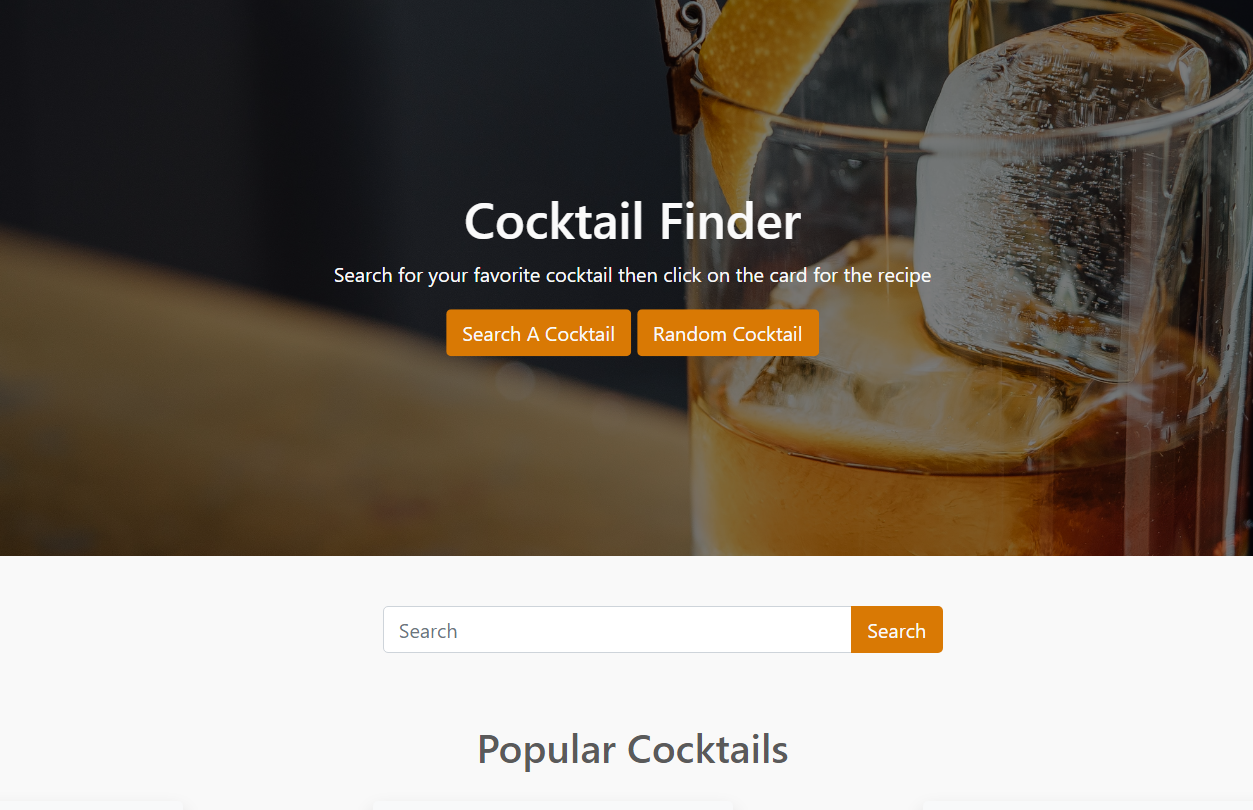 Cocktail Finder
Search for your favorite cocktail then click on the card for the recipe
Search A Cocktail Random Cocktail
Search Search
Popular Cocktails